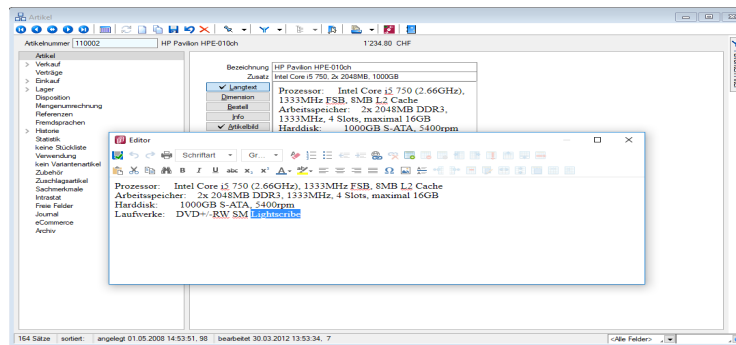 Artikel
Artikelnummer 110002 HP Pavilion HPE-010ch 1'234.80 CHF
Artikel
Verkauf
Verträge
Einkauf
Lager
Disposition
Mengenumrechnung
Referenzen
Fremdsprachen
Historie
Statistik
keine Stückliste
Verwendung
kein Variantenartikel
Zubehör
Zuschlagsartikel
Sachmerkmale
Intrastat
Freie Felder
Journal
eCommerce
Archiv
Bezeichnung HP Pavilion HPE-010ch
Zusatz Intel Core i5 750, 2x 2048MB, 1000GB
Langtext
Dimension
Bestell
Info
Artikelbild
Prozessor: Intel Core i5 750 (2.66GHz),
1333MHz FSB, 8MB L2 Cache
Arbeitsspeicher: 2x 2048MB DDR3,
1333MHz, 4 Slots, maximal 16GB
Harddisk: 1000GB S-ATA, 5400rpm
Editor
Schriftart Gr...
B I U abc x₂ x² A
Prozessor: Intel Core i5 750 (2.66GHz), 1333MHz FSB, 8MB L2 Cache
Arbeitsspeicher: 2x 2048MB DDR3, 1333MHz, 4 Slots, maximal 16GB
Harddisk: 1000GB S-ATA, 5400rpm
Laufwerke: DVD+/-RW SM Lightscribe
164 Sätze sortiert: angelegt 01.05.2008 14:53:51, 98 bearbeitet 30.03.2012 13:53:34, 7 <Alle Felder>